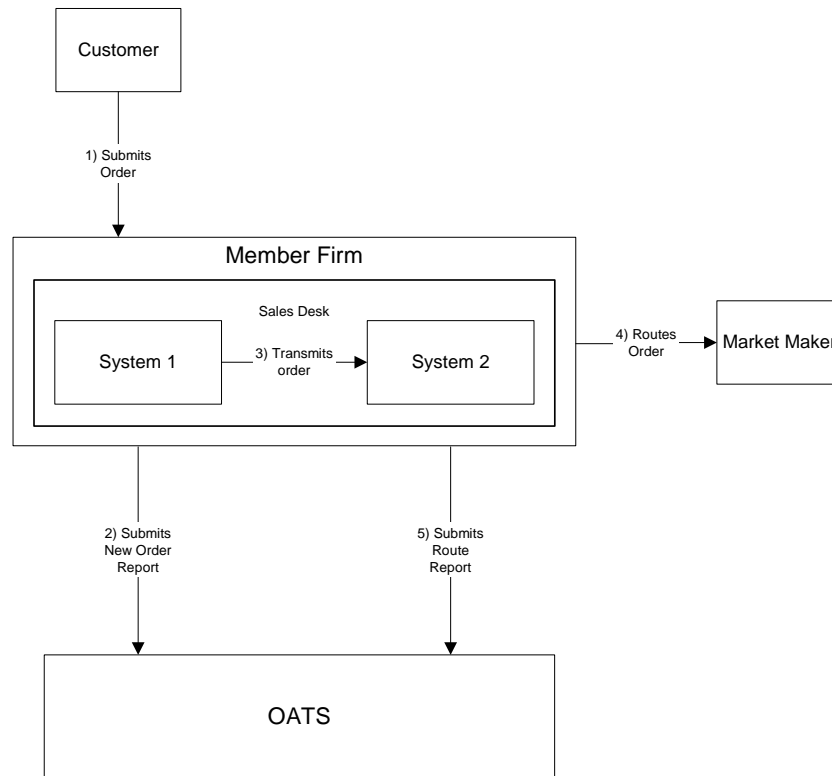 Customer
1) Submits
Order
Member Firm
Sales Desk
System 1
3) Transmits
order
System 2
4) Routes
Order
Market Maker
2) Submits
New Order
Report
5) Submits
Route
Report
OATS